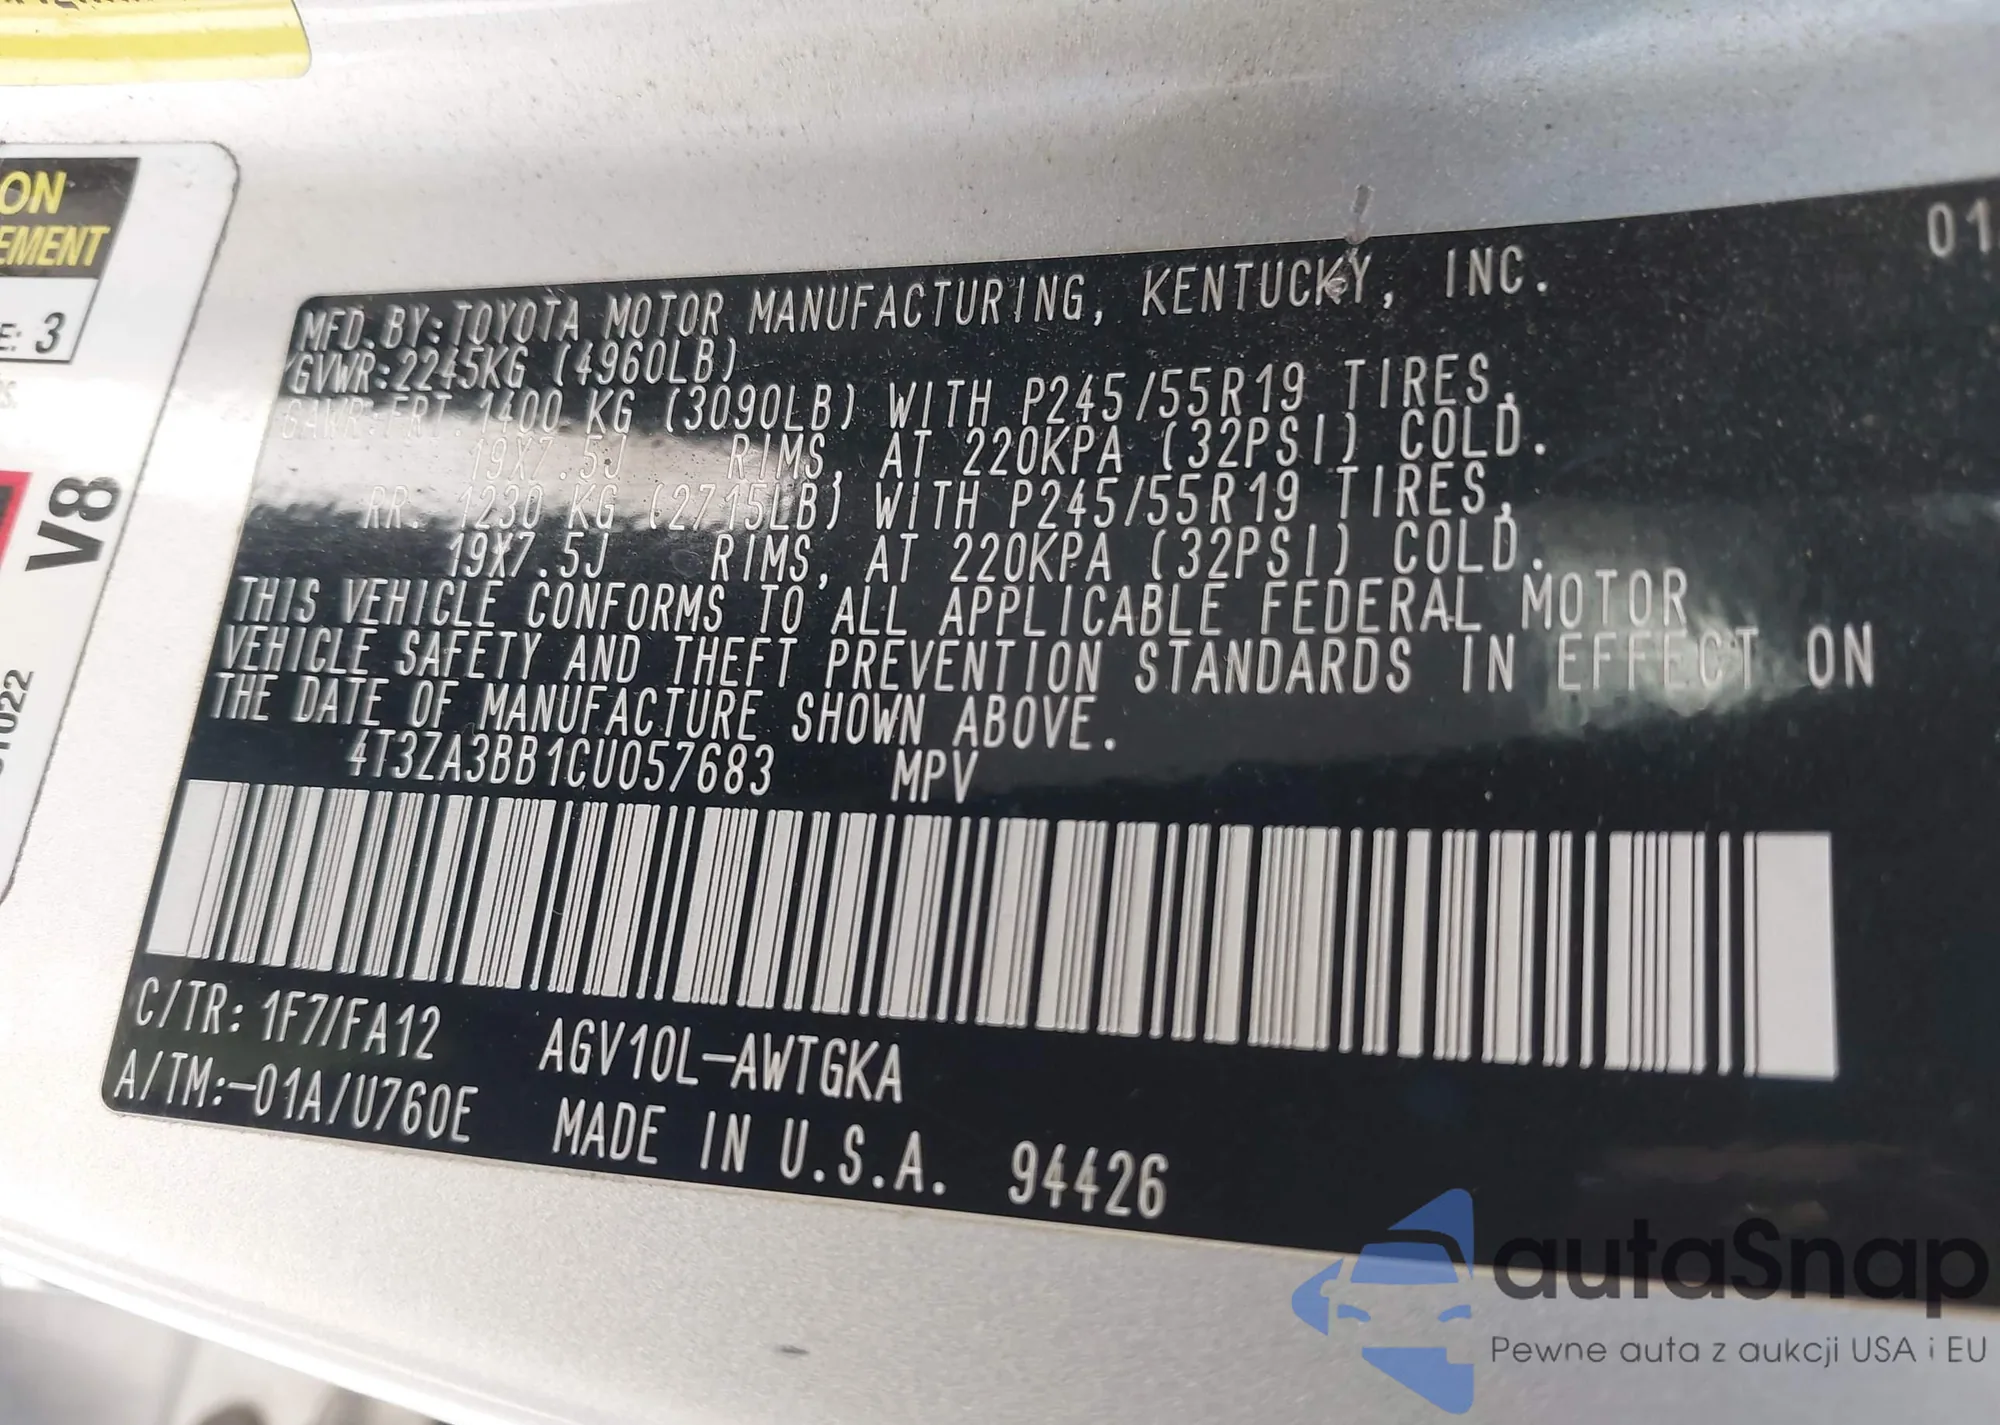 ON
EMENT
E: 3
V8
01
MFD.BY:TOYOTA MOTOR MANUFACTURING, KENTUCKY, INC.
GVWR:2245KG (4960LB)
GAWR:FRT.1400 KG (3090LB) WITH P245/55R19 TIRES,
19X7.5J RIMS, AT 220KPA (32PSI) COLD.
RR. 1230 KG (2715LB) WITH P245/55R19 TIRES,
19X7.5J RIMS, AT 220KPA (32PSI) COLD.
THIS VEHICLE CONFORMS TO ALL APPLICABLE FEDERAL MOTOR
VEHICLE SAFETY AND THEFT PREVENTION STANDARDS IN EFFECT ON
THE DATE OF MANUFACTURE SHOWN ABOVE.
4T3ZA3BB1CU057683 MPV
C/TR: 1F7/FA12 AGV10L-AWTGKA
A/TM:-01A/U760E MADE IN U.S.A. 94426
autaSnap
Pewne auta z aukcji USA i EU